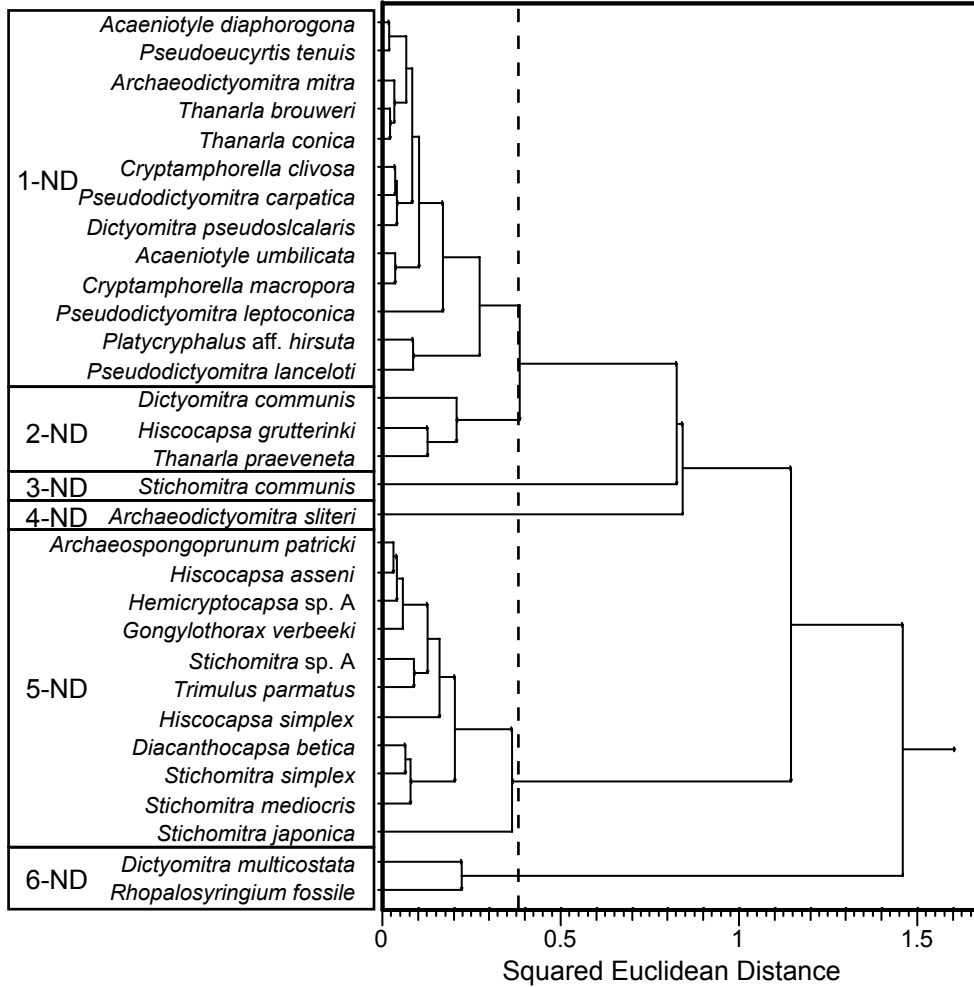 Acaeniotyle diaphorogona
Pseudoeucyrtis tenuis
Archaeodictyomitra mitra
Thanarla brouweri
Thanarla conica
Cryptamphorella clivosa
1-ND
Pseudodictyomitra carpatica
Dictyomitra pseudoslcalaris
Acaeniotyle umbilicata
Cryptamphorella macropora
Pseudodictyomitra leptoconica
Platycryphalus aff. hirsuta
Pseudodictyomitra lanceloti
Dictyomitra communis
2-ND
Hiscocapsa grutterinki
Thanarla praeveneta
3-ND
Stichomitra communis
4-ND
Archaeodictyomitra sliteri
Archaeospongoprunum patricki
Hiscocapsa asseni
Hemicryptocapsa sp. A
Gongylothorax verbeeki
Stichomitra sp. A
5-ND
Trimulus parmatus
Hiscocapsa simplex
Diacanthocapsa betica
Stichomitra simplex
Stichomitra mediocris
Stichomitra japonica
Dictyomitra multicostata
6-ND
Rhopalosyringium fossile
0 0.5 1 1.5
Squared Euclidean Distance